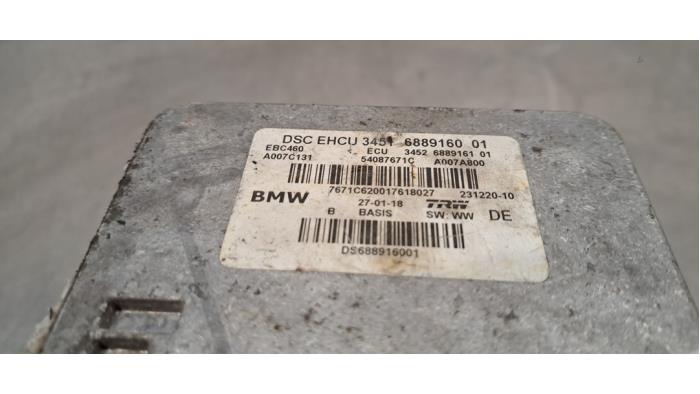 DSC EHCU 3451 6889160 01
EBC460 ECU 3452 6889161 01
A007C131 54087671C A007A800
7671C620017618027 231220-10
BMW 27-01-18 TRW
B BASIS SW: WW DE
DS688916001